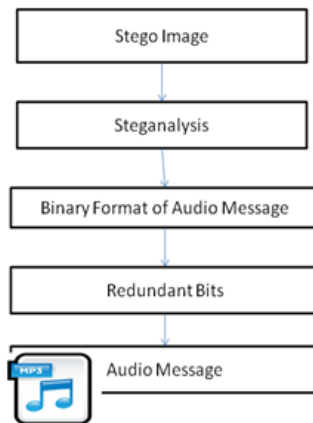 Stego Image
Steganalysis
Binary Format of Audio Message
Redundant Bits
MP3
Audio Message